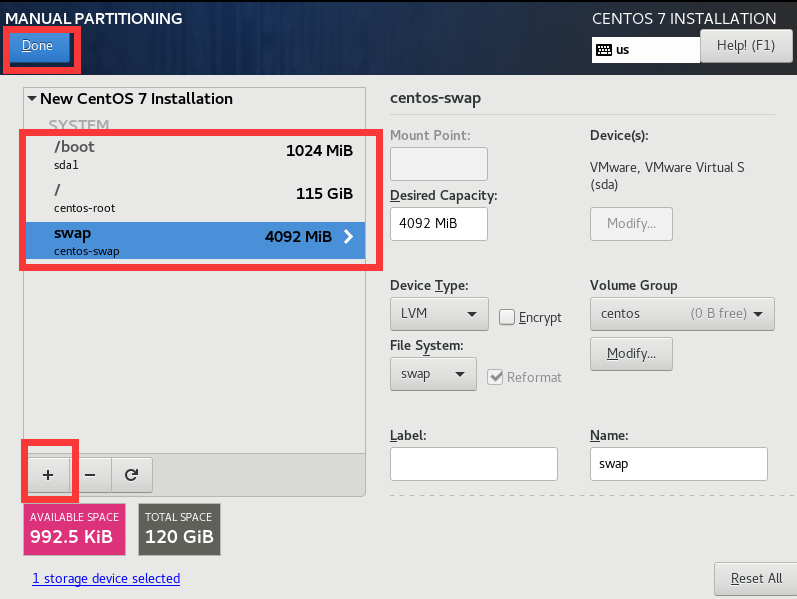 MANUAL PARTITIONING
CENTOS 7 INSTALLATION
Done
us
Help! (F1)
New CentOS 7 Installation
SYSTEM
/boot
1024 MiB
sda1
/
115 GiB
centos-root
swap
4092 MiB
centos-swap
+
−
AVAILABLE SPACE
992.5 KiB
TOTAL SPACE
120 GiB
1 storage device selected
centos-swap
Mount Point:
Device(s):
VMware, VMware Virtual S
(sda)
Desired Capacity:
4092 MiB
Modify...
Device Type:
Volume Group
LVM
Encrypt
centos
(0 B free)
File System:
Modify...
swap
Reformat
Label:
Name:
swap
Reset All